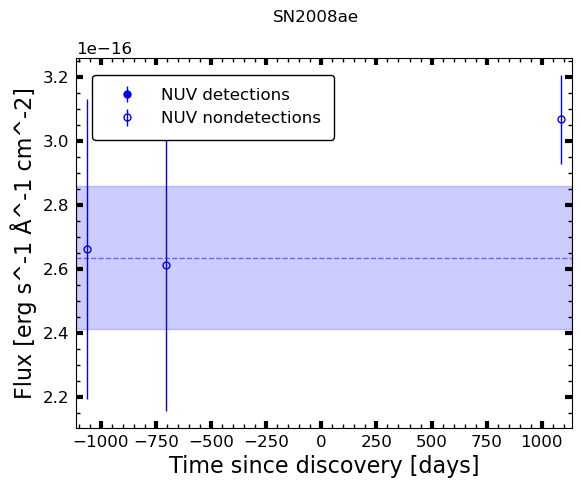 SN2008ae
1e−16
NUV detections
NUV nondetections
3.2
3.0
2.8
2.6
2.4
2.2
Flux [erg s^-1 Å^-1 cm^-2]
−1000 −750 −500 −250 0 250 500 750 1000
Time since discovery [days]